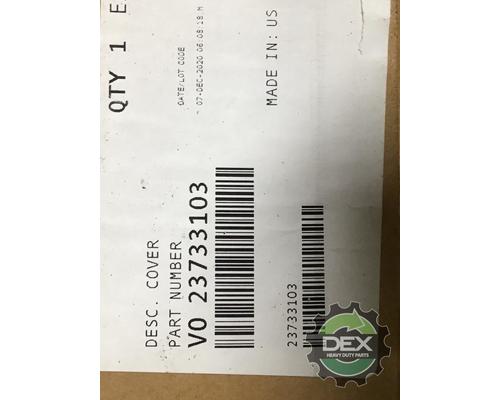 QTY 1 E
DATE/LOT CODE
07-DEC-2020 06:08:18 M
MADE IN: US
DESC. COVER
PART NUMBER
VO 23733103
23733103
DEX
HEAVY DUTY PARTS